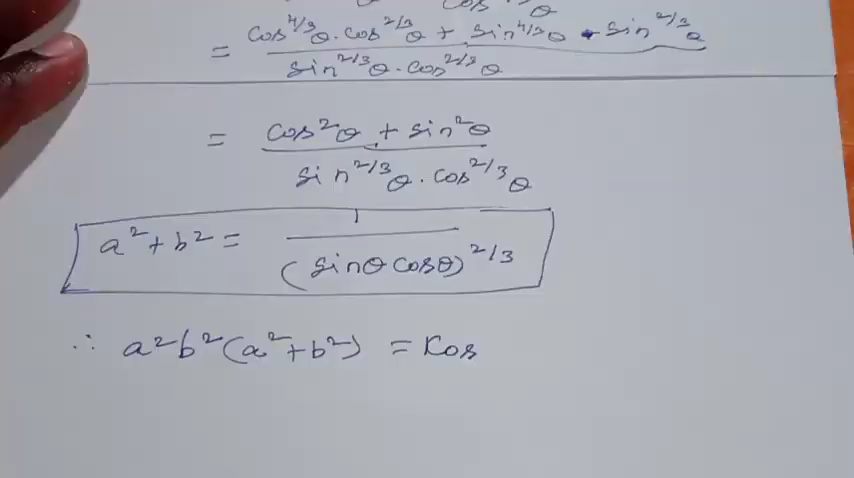 cos θ
= cos^4/3 θ . cos^2/3 θ + sin^4/3 θ • sin^2/3 θ
sin^2/3 θ . cos^2/3 θ
= cos²θ + sin²θ
sin^2/3 θ . cos^2/3 θ
a² + b² = 1
(sinθ cosθ)^2/3
∴ a²b²(a²+b²) = cos